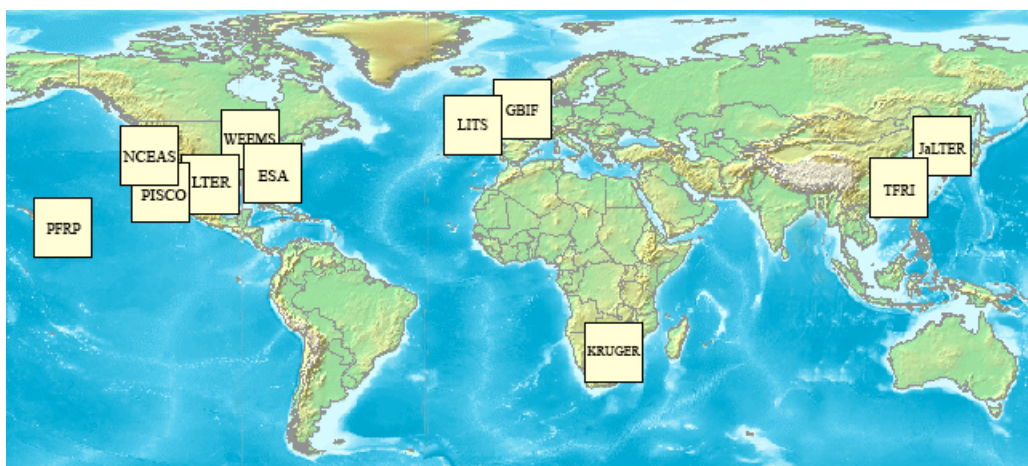 GBIF
LITS
WEEMS
NCEAS
JaLTER
ESA
LTER
TFRI
PISCO
PFRP
KRUGER